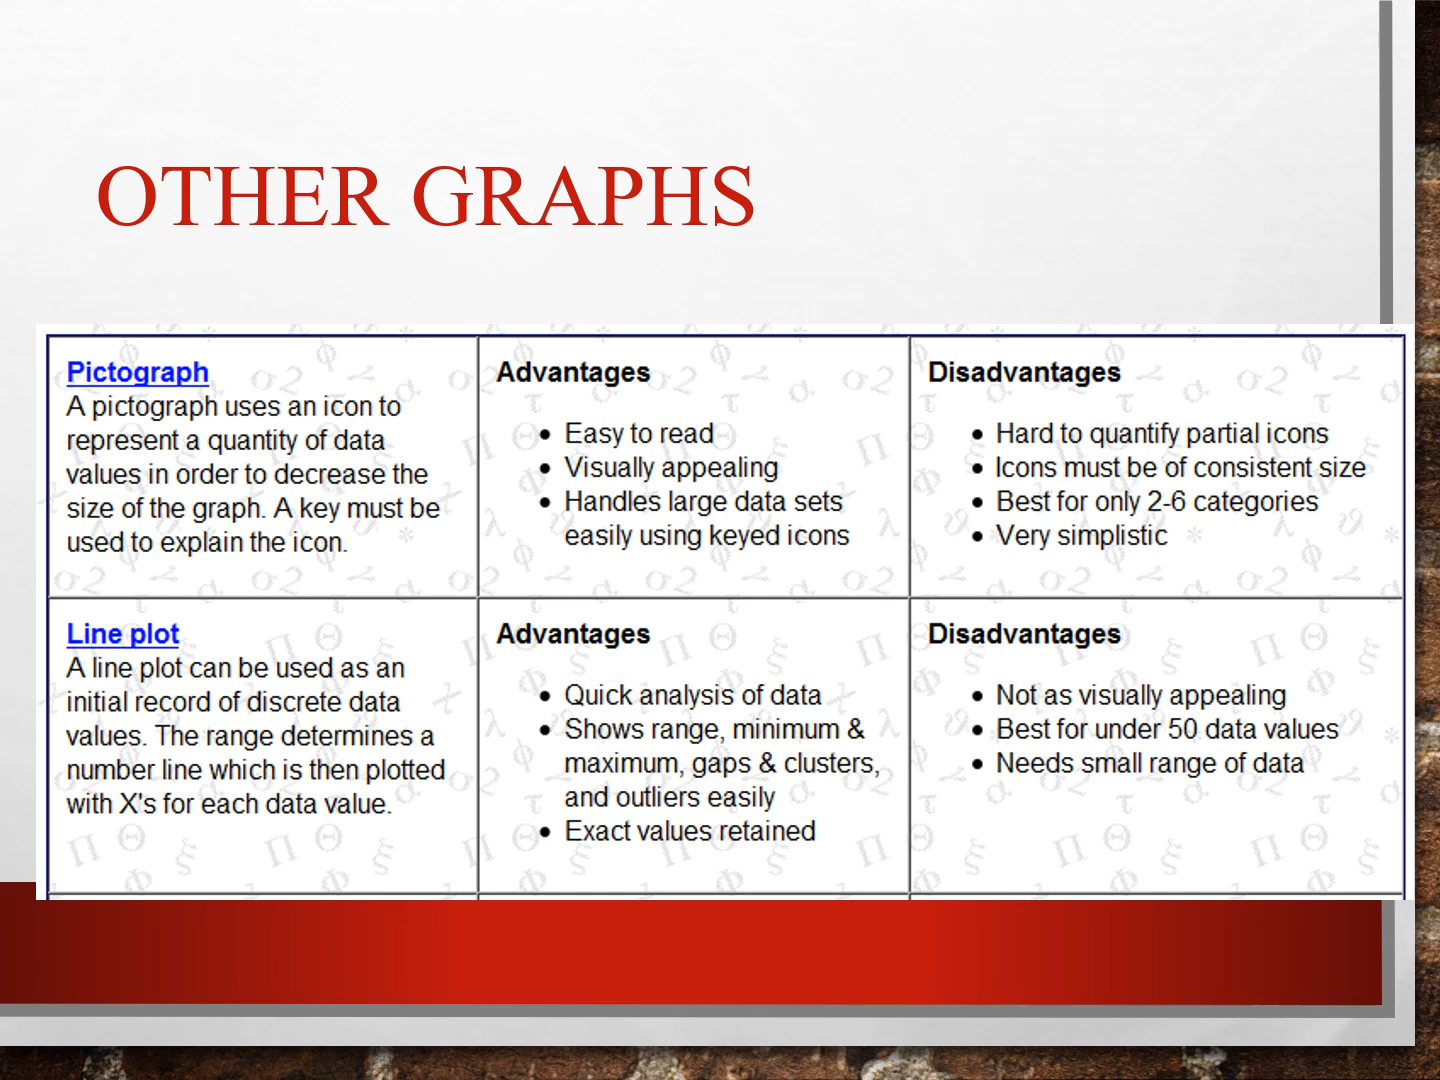 OTHER GRAPHS
Pictograph
A pictograph uses an icon to
represent a quantity of data
values in order to decrease the
size of the graph. A key must be
used to explain the icon.
Advantages
Easy to read
Visually appealing
Handles large data sets
easily using keyed icons
Disadvantages
Hard to quantify partial icons
Icons must be of consistent size
Best for only 2-6 categories
Very simplistic
Line plot
A line plot can be used as an
initial record of discrete data
values. The range determines a
number line which is then plotted
with X's for each data value.
Advantages
Quick analysis of data
Shows range, minimum &
maximum, gaps & clusters,
and outliers easily
Exact values retained
Disadvantages
Not as visually appealing
Best for under 50 data values
Needs small range of data